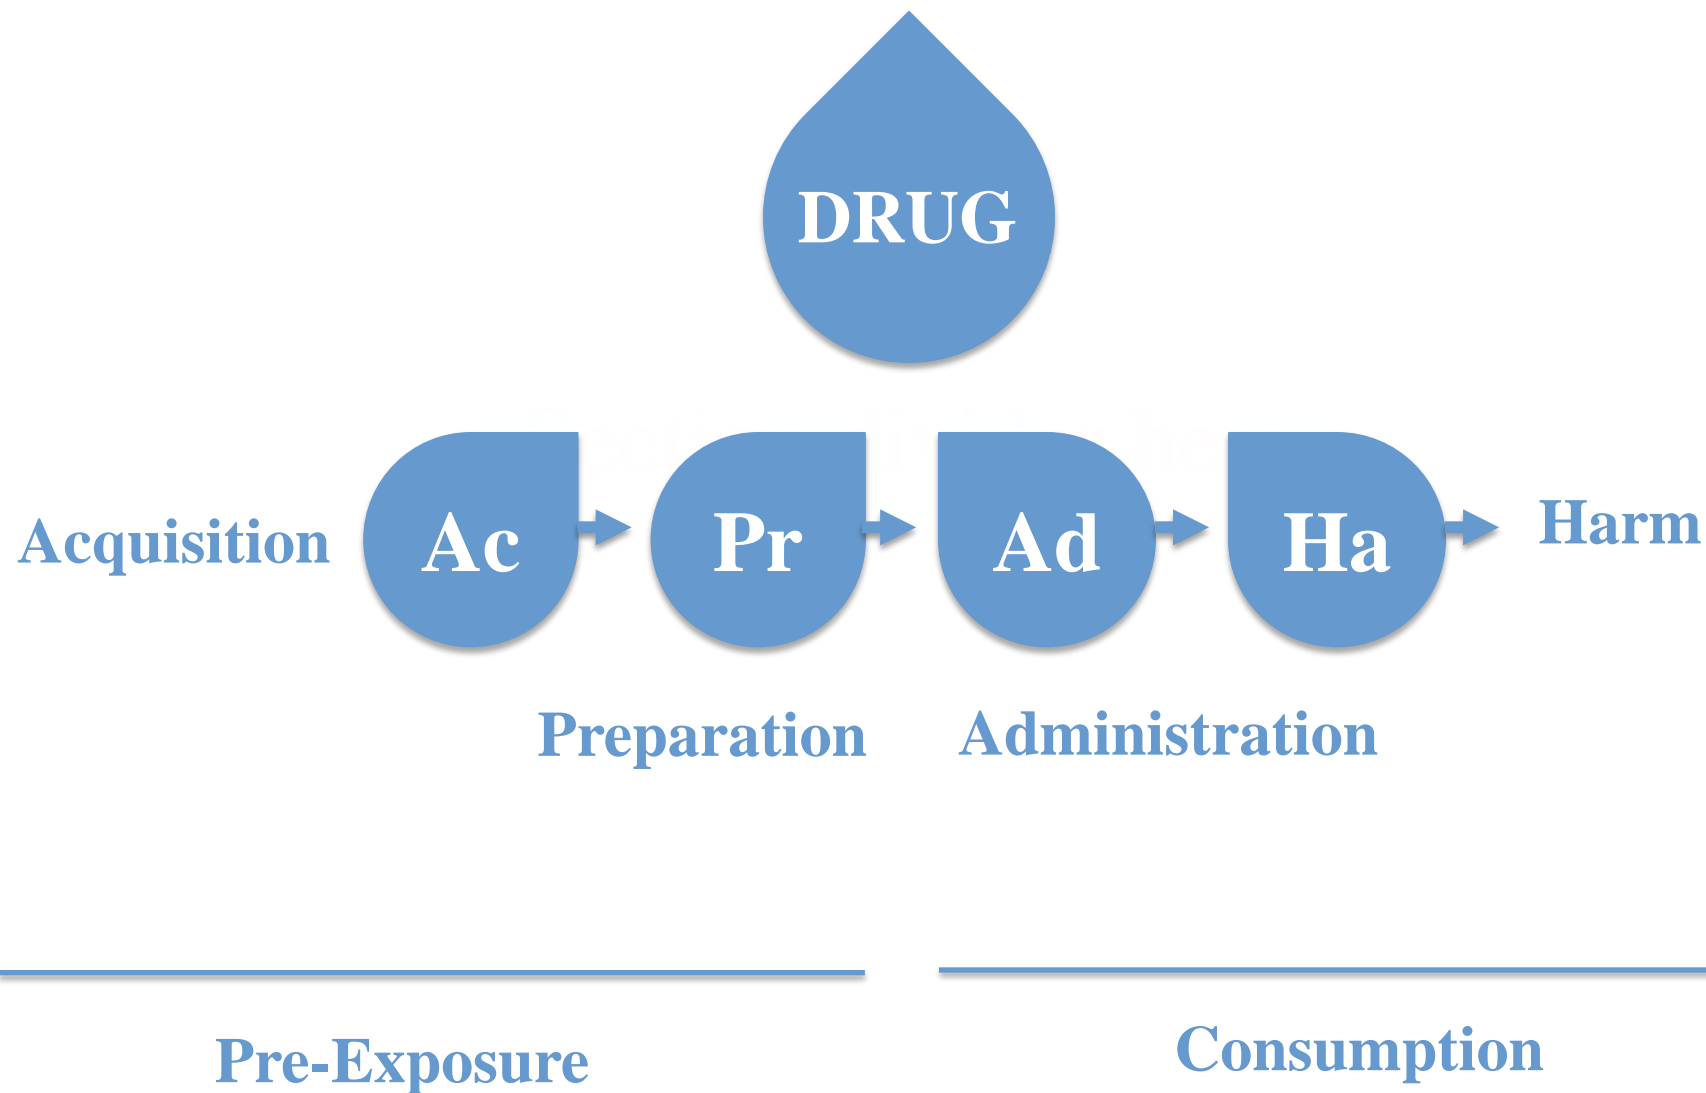 DRUG
Acquisition
Ac
Pr
Ad
Ha
Harm
Preparation
Administration
Pre-Exposure
Consumption